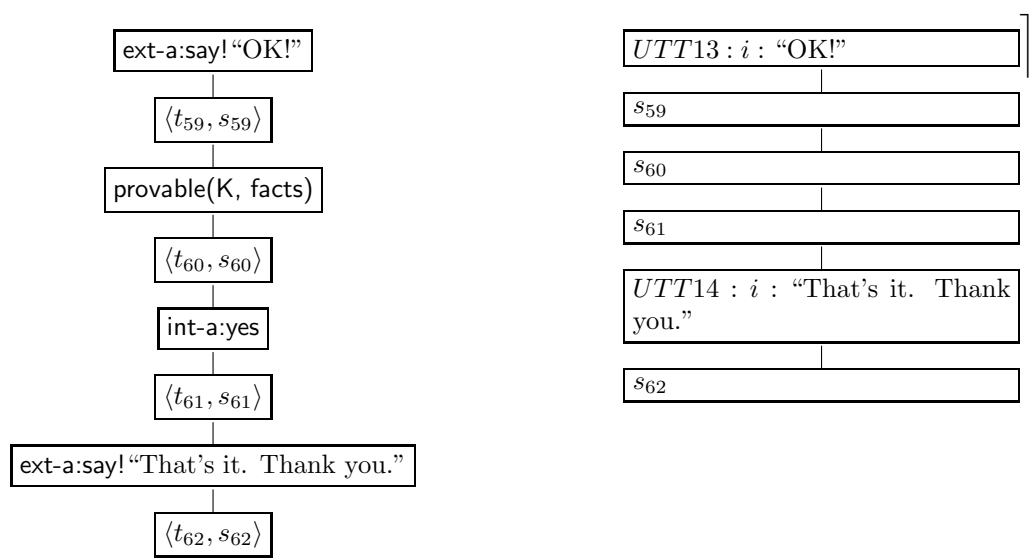 ext-a:say! “OK!”
⟨t59, s59⟩
provable(K, facts)
⟨t60, s60⟩
int-a:yes
⟨t61, s61⟩
ext-a:say! “That’s it. Thank you.”
⟨t62, s62⟩
UTT13 : i : “OK!”
s59
s60
s61
UTT14 : i : “That’s it. Thank
you.”
s62